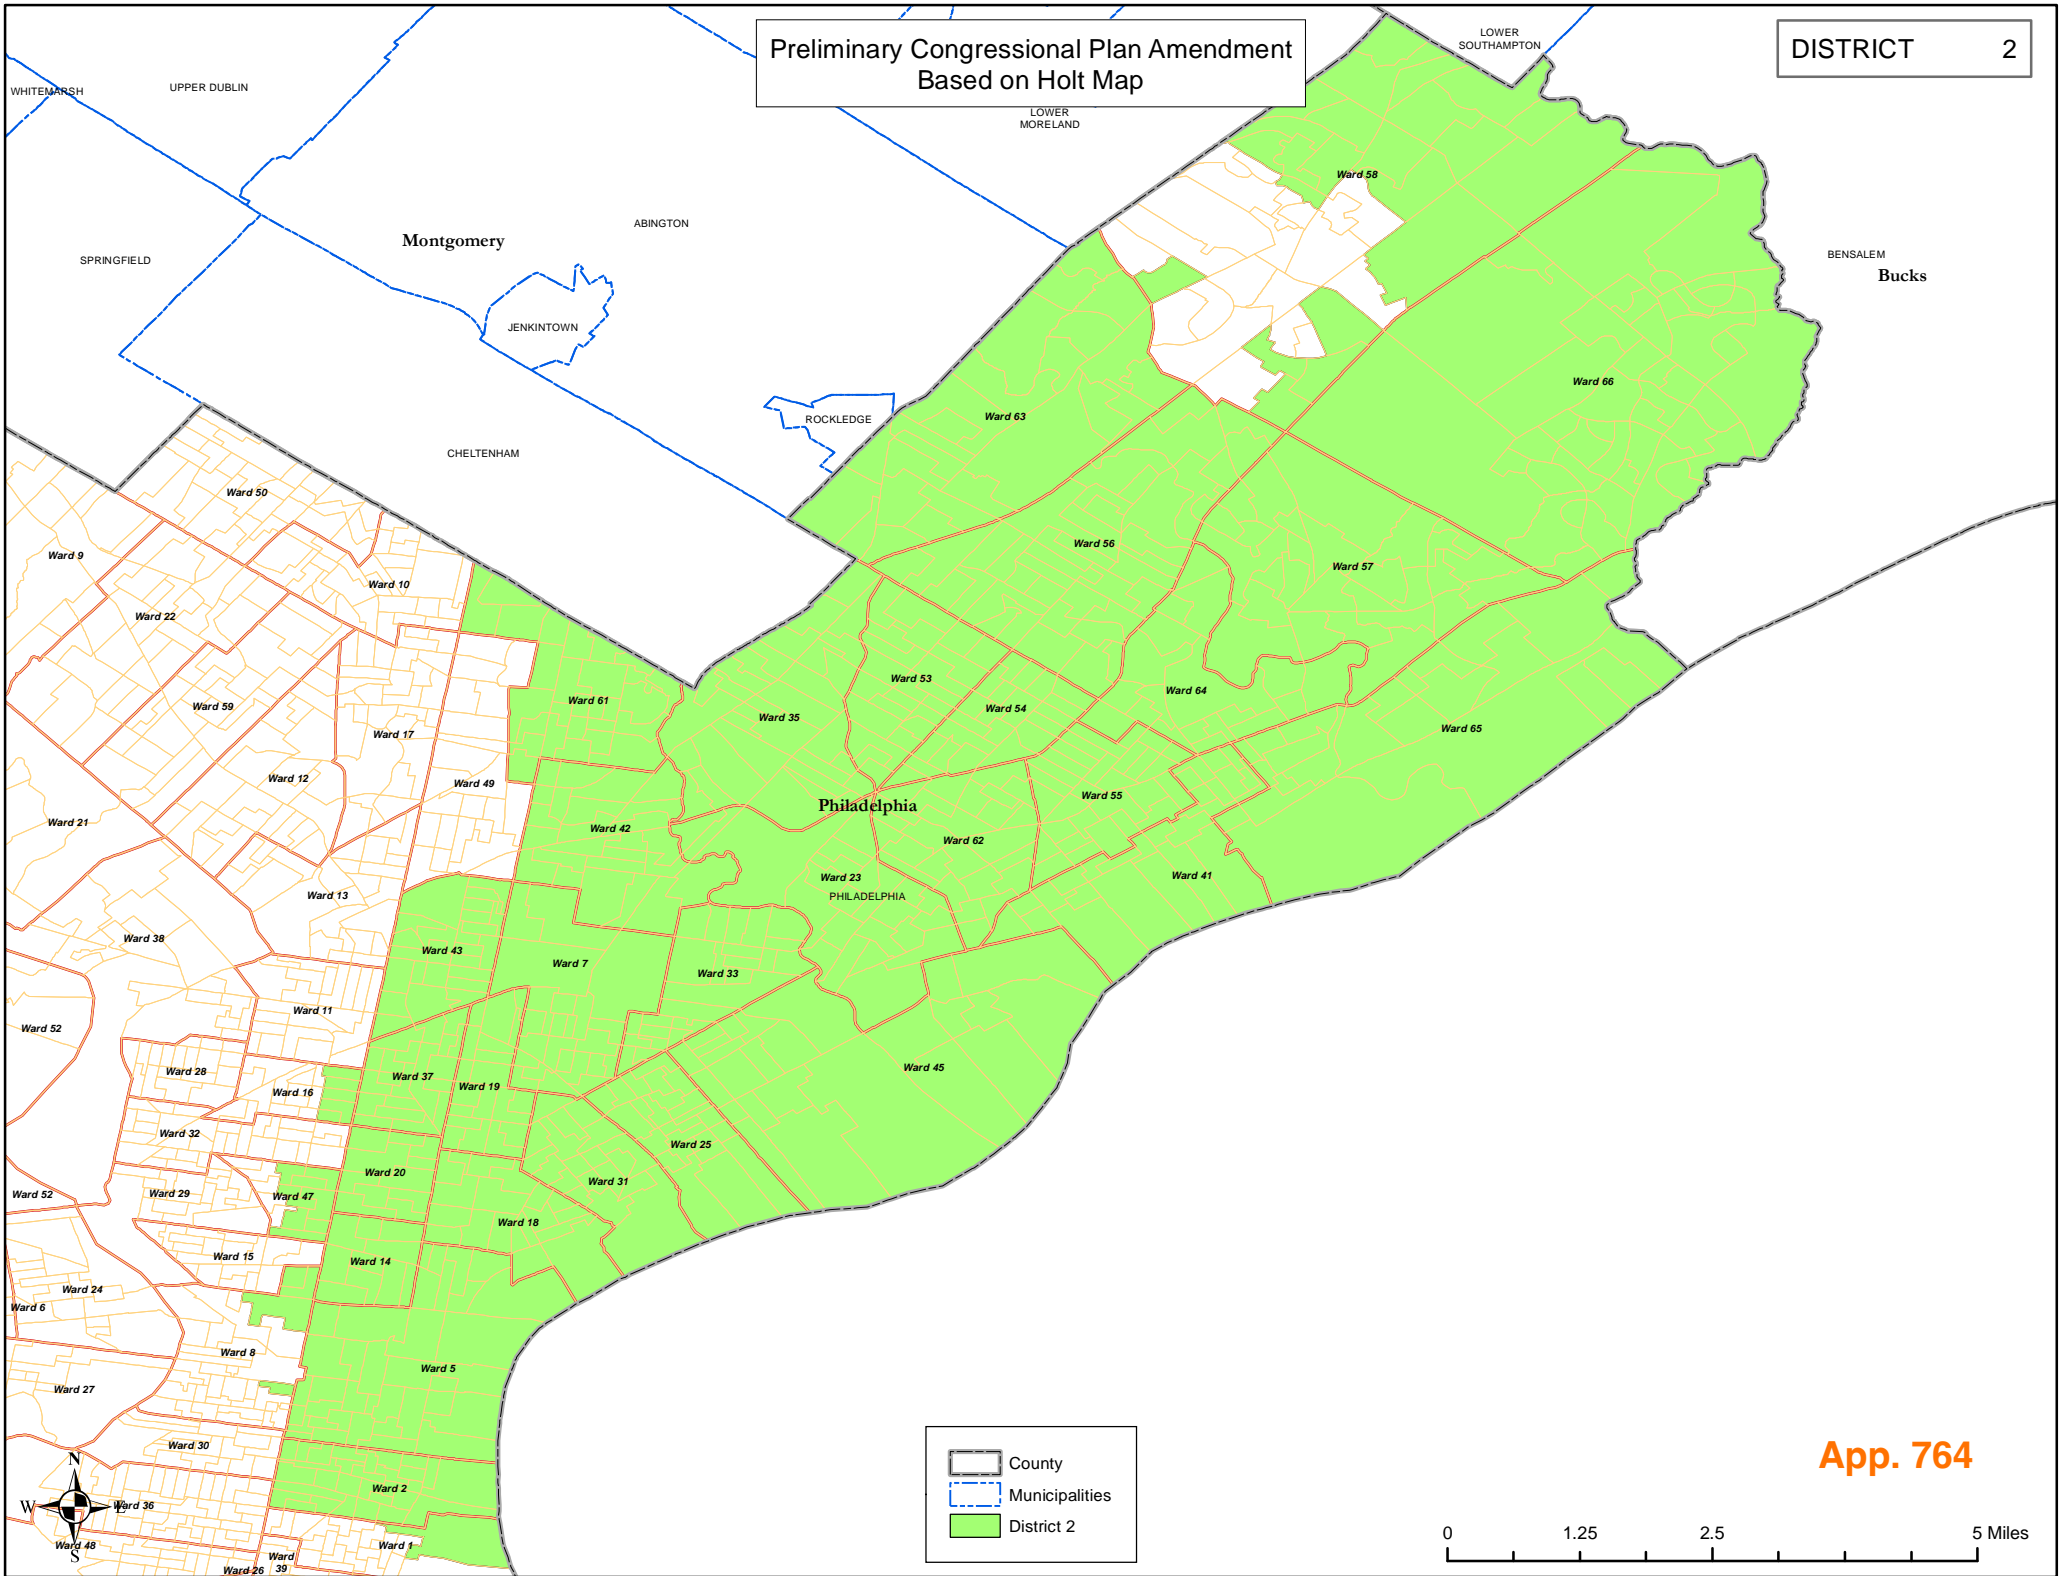 Preliminary Congressional Plan Amendment
Based on Holt Map
DISTRICT 2
LOWER
SOUTHAMPTON
WHITEMARSH
UPPER DUBLIN
LOWER
MORELAND
Ward 58
ABINGTON
Montgomery
SPRINGFIELD
BENSALEM
Bucks
JENKINTOWN
Ward 66
ROCKLEDGE
Ward 63
CHELTENHAM
Ward 50
Ward 9
Ward 56
Ward 57
Ward 10
Ward 22
Ward 53
Ward 64
Ward 61
Ward 59
Ward 54
Ward 35
Ward 65
Ward 17
Ward 12
Ward 49
Ward 55
Philadelphia
Ward 21
Ward 42
Ward 62
Ward 23
Ward 41
Ward 13
PHILADELPHIA
Ward 38
Ward 43
Ward 7
Ward 33
Ward 11
Ward 52
Ward 28
Ward 37
Ward 19
Ward 45
Ward 16
Ward 32
Ward 25
Ward 20
Ward 31
Ward 52
Ward 29
Ward 47
Ward 18
Ward 15
Ward 14
Ward 24
Ward 6
Ward 8
Ward 5
Ward 27
Ward 30
Ward 2
N
W
E
S
Ward 36
Ward 48
Ward 1
Ward
39
Ward 26
County
Municipalities
District 2
App. 764
0 1.25 2.5 5 Miles